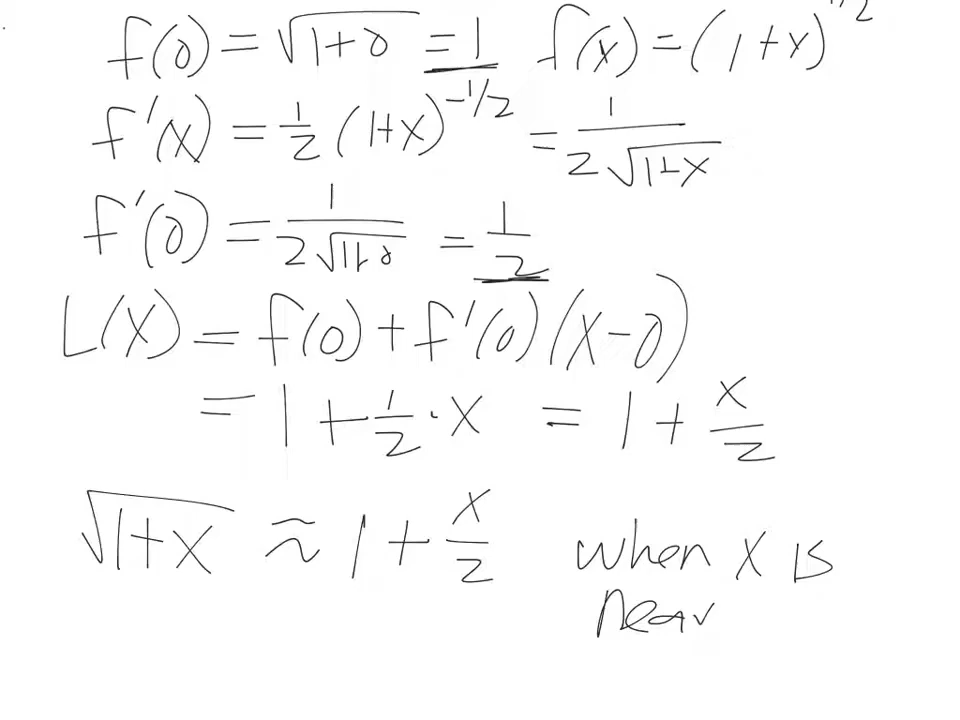 f(0) = √(1+0) = 1 f(x) = (1+x)^1/2
f'(x) = 1/2 (1+x)^-1/2 = 1/(2√(1+x))
f'(0) = 1/(2√(1+0)) = 1/2
L(x) = f(0) + f'(0)(x-0)
= 1 + 1/2 · x = 1 + x/2
√(1+x) ≈ 1 + x/2 when x is
near